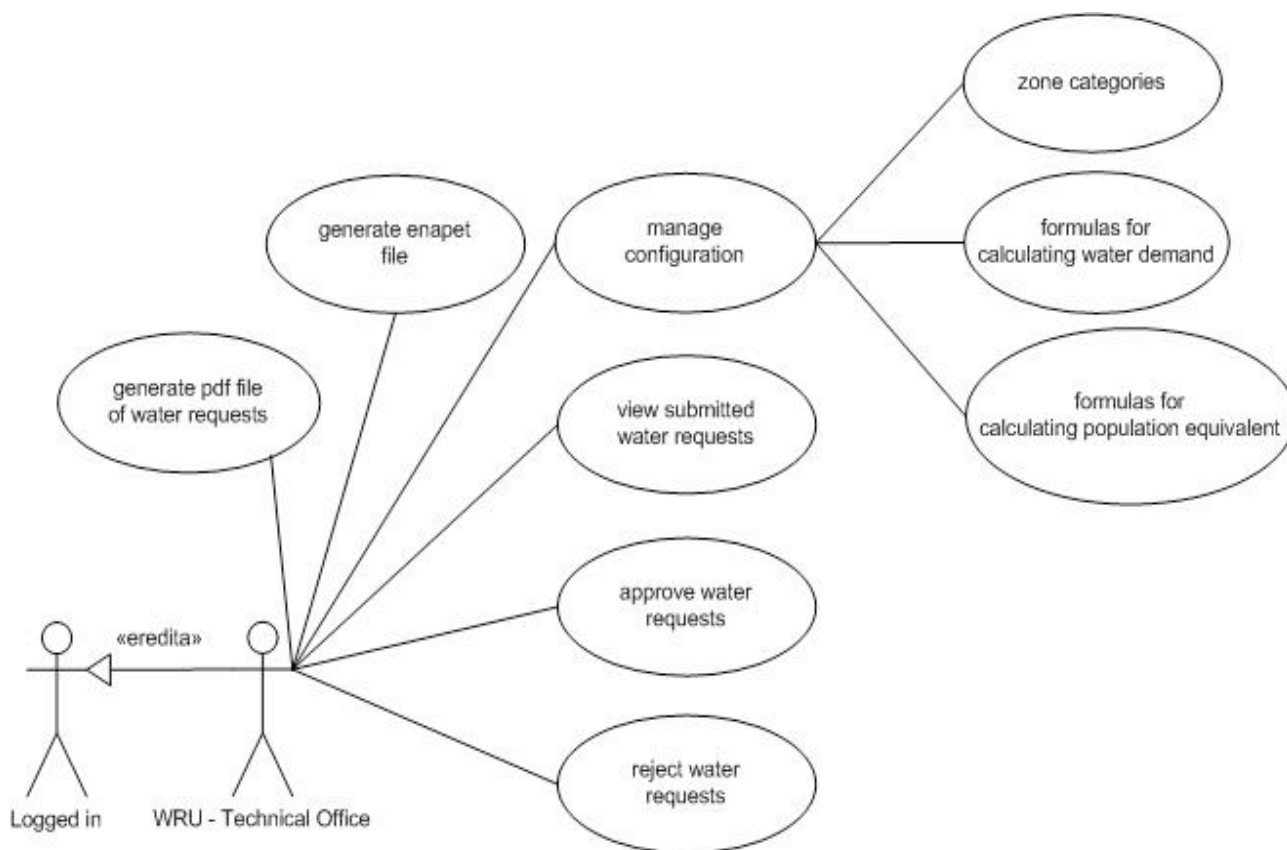 zone categories
generate enapet
file
manage
configuration
formulas for
calculating water demand
generate pdf file
of water requests
view submitted
water requests
formulas for
calculating population equivalent
approve water
requests
«eredita»
reject water
requests
Logged in
WRU - Technical Office